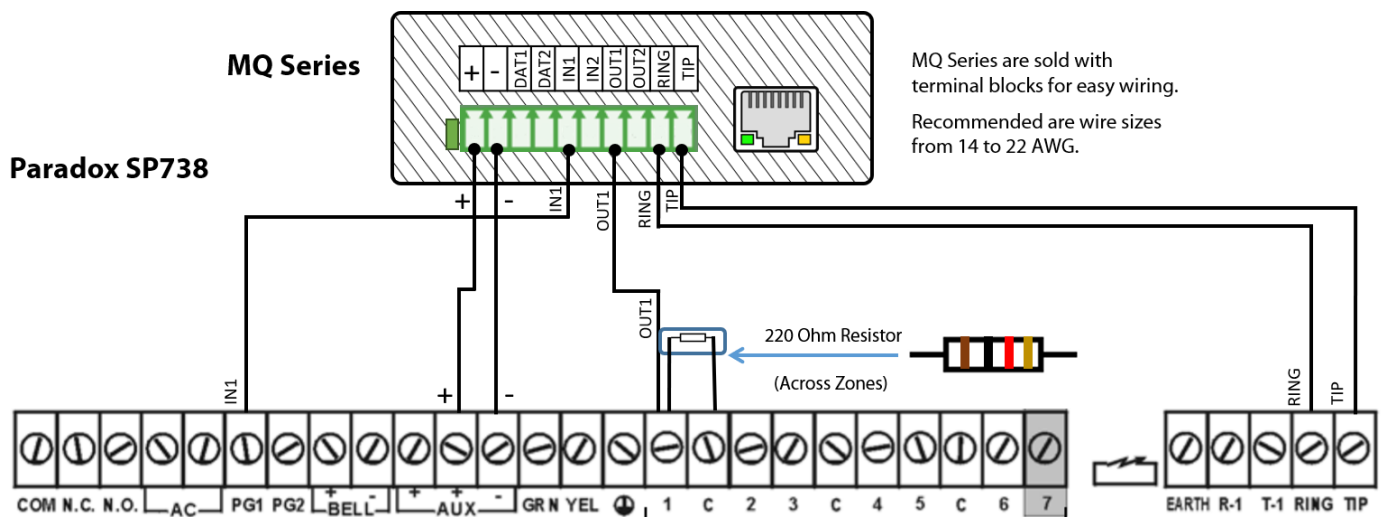 MQ Series
Paradox SP738
+ - DAT1 DAT2 IN1 IN2 OUT1 OUT2 RING TIP
MQ Series are sold with
terminal blocks for easy wiring.
Recommended are wire sizes
from 14 to 22 AWG.
+ - IN1 OUT1 RING TIP
OUT1
220 Ohm Resistor
(Across Zones)
IN1 + - RING TIP
COM N.C. N.O. AC PG1 PG2 + BELL - + AUX + - GRN YEL 1 C 2 3 C 4 5 C 6 7 EARTH R-1 T-1 RING TIP